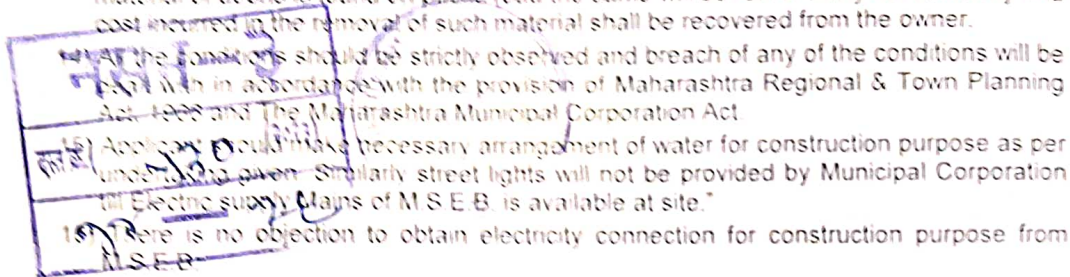 cost incurred in the removal of such material shall be recovered from the owner.
All the conditions should be strictly observed and breach of any of the conditions will be
with in accordance with the provision of Maharashtra Regional & Town Planning
Act 1966 and The Maharashtra Municipal Corporation Act.
15) Applicant should make necessary arrangement of water for construction purpose as per
undertaking given. Similarly street lights will not be provided by Municipal Corporation
till Electric supply Mains of M.S.E.B. is available at site."
16) There is no objection to obtain electricity connection for construction purpose from
M.S.E.B.